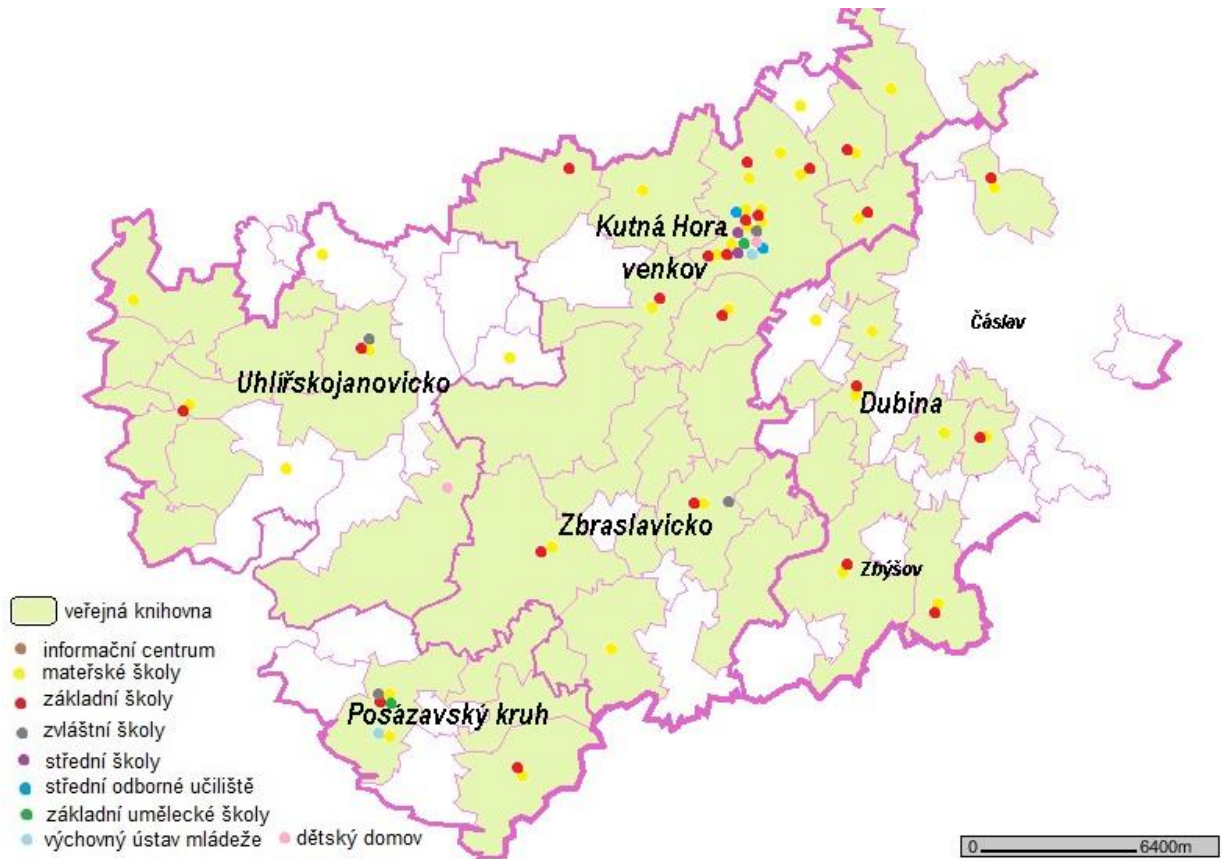 Kutná Hora
venkov
Čáslav
Uhlířskojanovicko
Dubina
Zbraslavicko
Zbýšov
Posázavský kruh
veřejná knihovna
informační centrum
mateřské školy
základní školy
zvláštní školy
střední školy
střední odborné učiliště
základní umělecké školy
výchovný ústav mládeže dětský domov
0 6400m